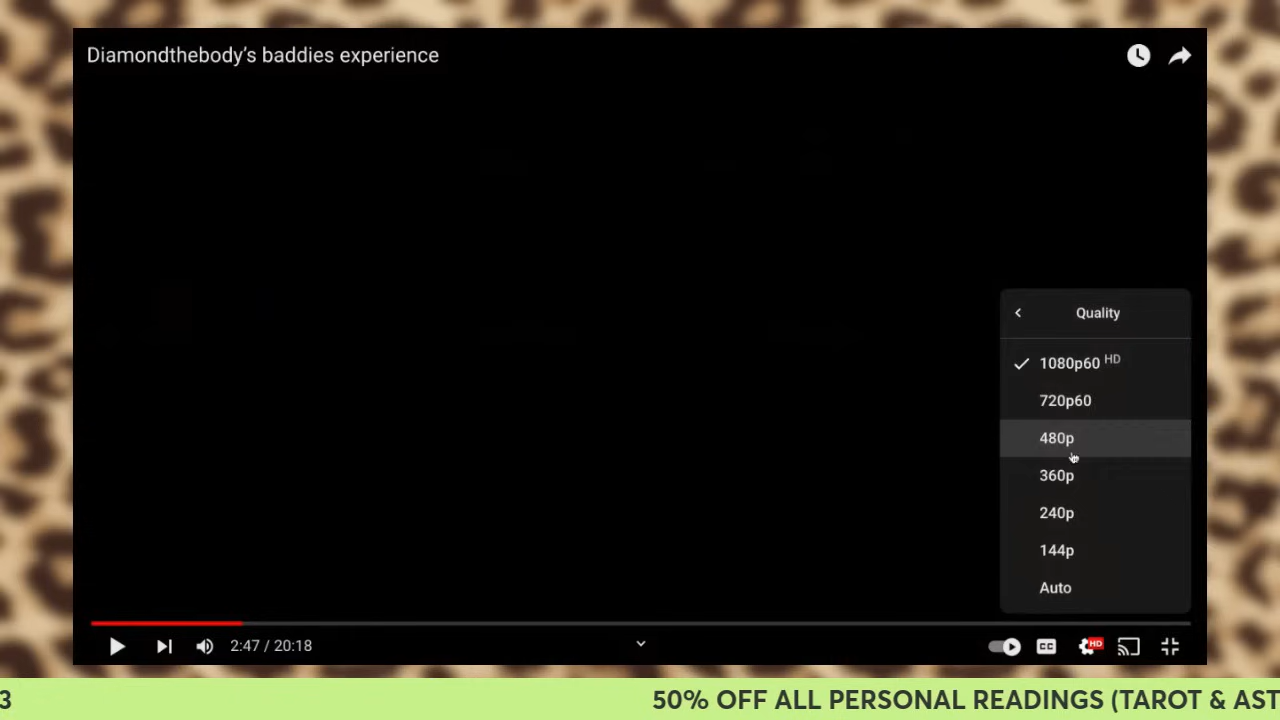 Diamondthebody's baddies experience
Quality
1080p60 HD
720p60
480p
360p
240p
144p
Auto
2:47 / 20:18
CC
HD
3
50% OFF ALL PERSONAL READINGS (TAROT & AST